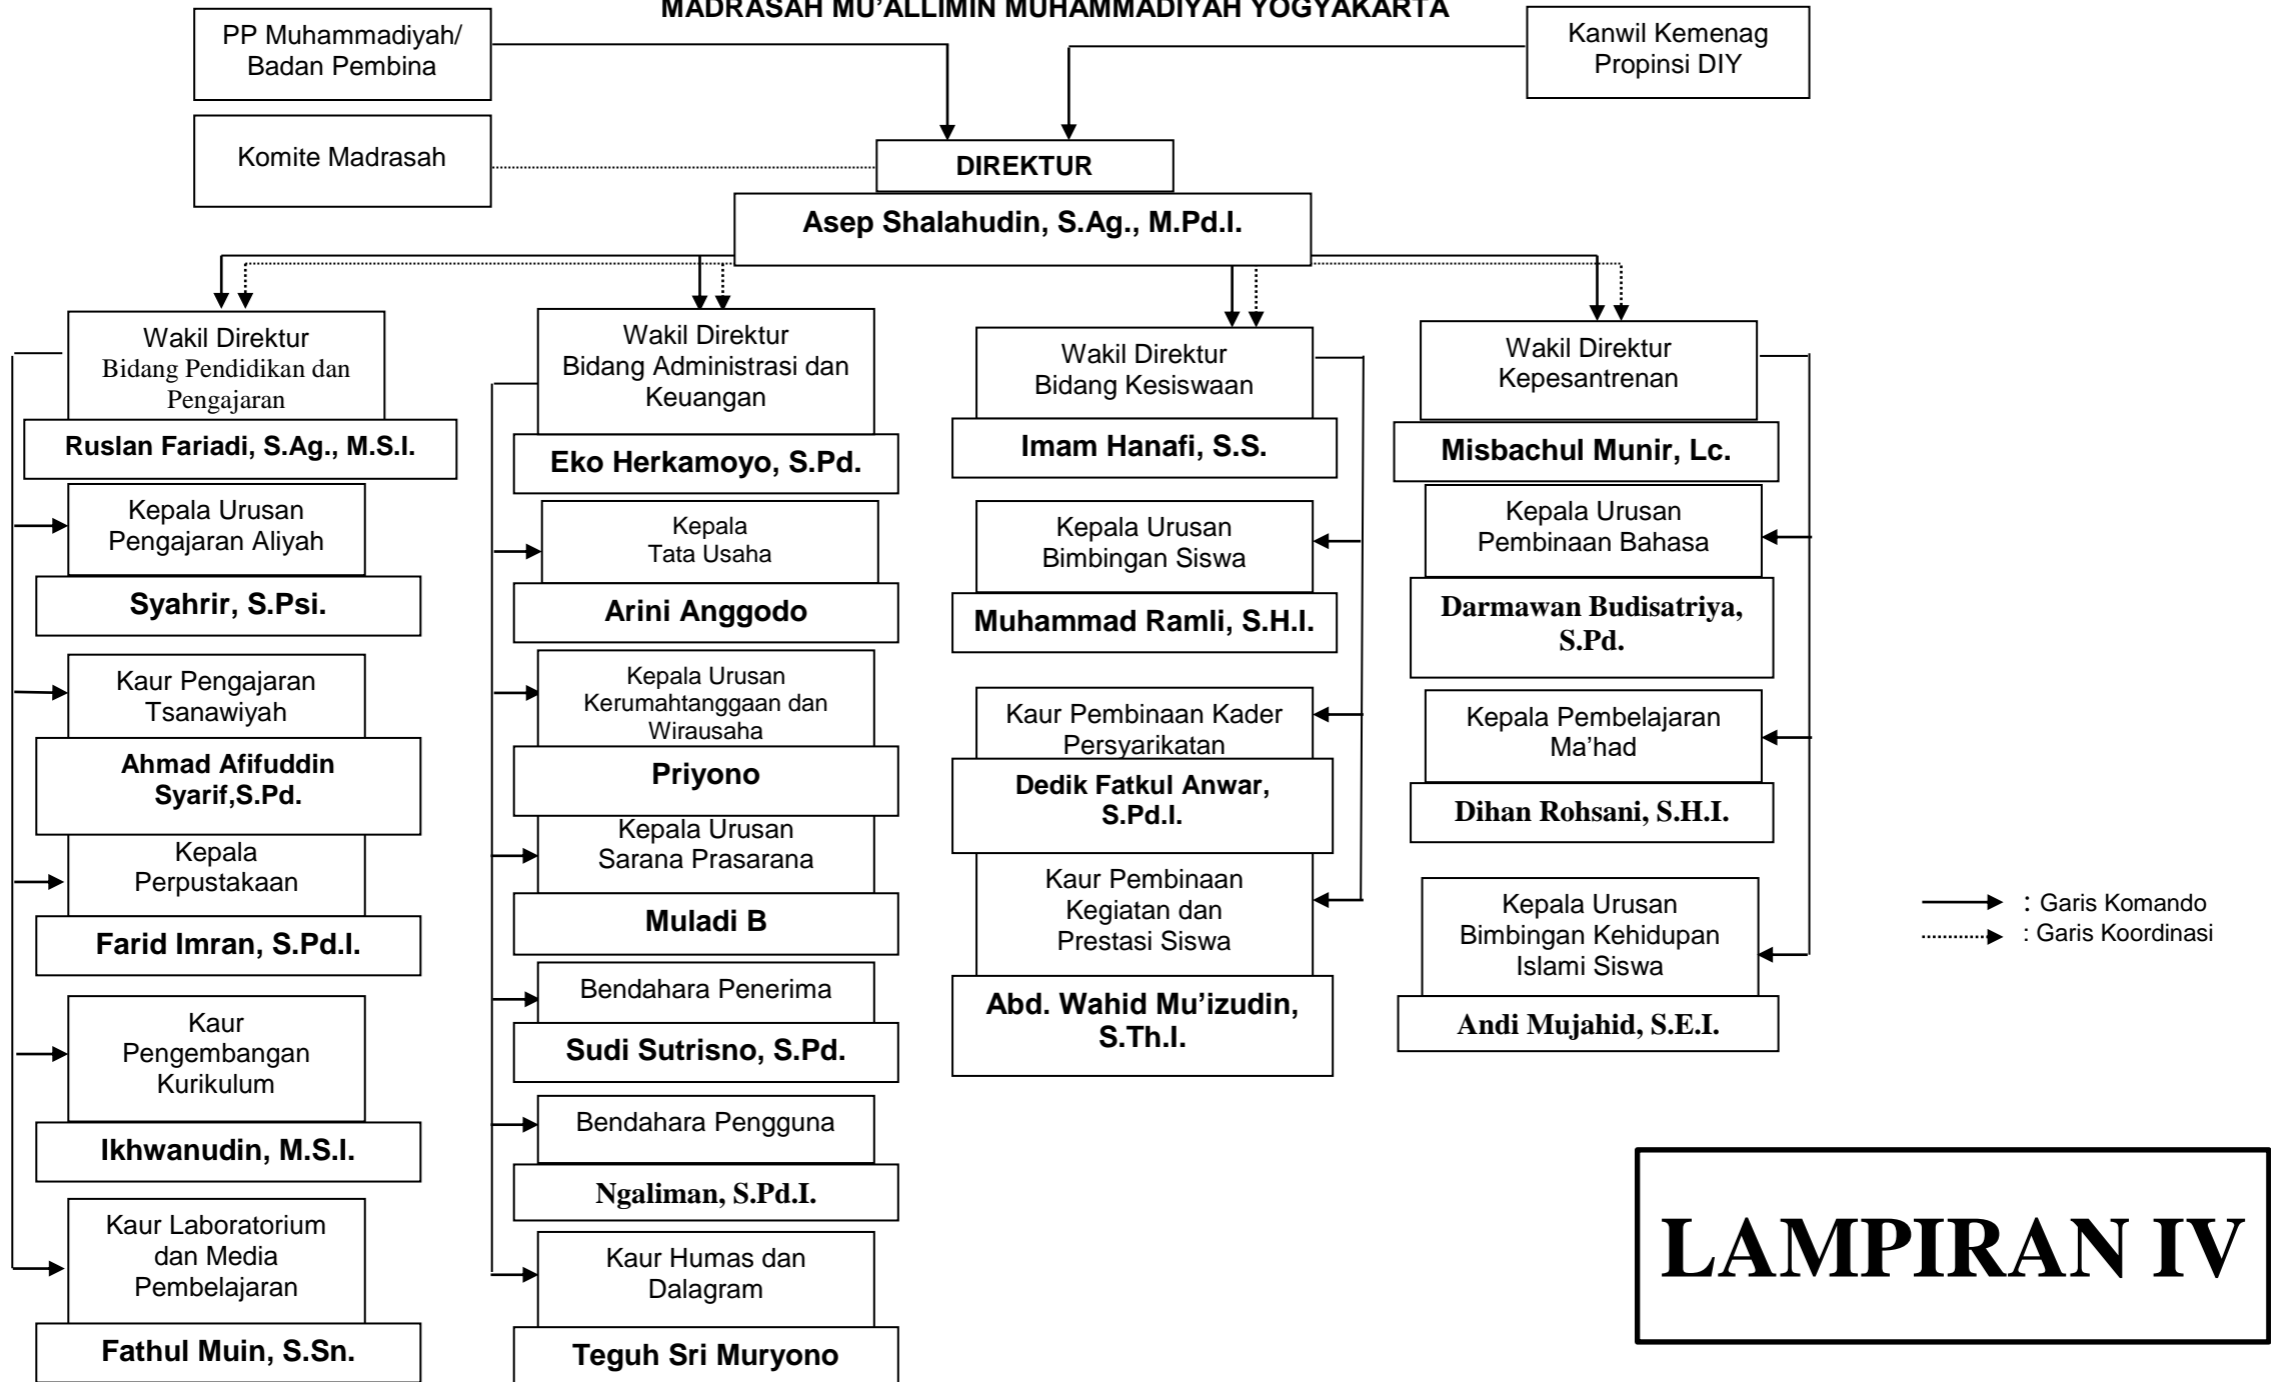 MADRASAH MU’ALLIMIN MUHAMMADIYAH YOGYAKARTA
PP Muhammadiyah/
Badan Pembina
Kanwil Kemenag
Propinsi DIY
Komite Madrasah
DIREKTUR
Asep Shalahudin, S.Ag., M.Pd.I.
Wakil Direktur
Bidang Pendidikan dan
Pengajaran
Ruslan Fariadi, S.Ag., M.S.I.
Kepala Urusan
Pengajaran Aliyah
Syahrir, S.Psi.
Kaur Pengajaran
Tsanawiyah
Ahmad Afifuddin
Syarif,S.Pd.
Kepala
Perpustakaan
Farid Imran, S.Pd.I.
Kaur
Pengembangan
Kurikulum
Ikhwanudin, M.S.I.
Kaur Laboratorium
dan Media
Pembelajaran
Fathul Muin, S.Sn.
Wakil Direktur
Bidang Administrasi dan
Keuangan
Eko Herkamoyo, S.Pd.
Kepala
Tata Usaha
Arini Anggodo
Kepala Urusan
Kerumahtanggaan dan
Wirausaha
Priyono
Kepala Urusan
Sarana Prasarana
Muladi B
Bendahara Penerima
Sudi Sutrisno, S.Pd.
Bendahara Pengguna
Ngaliman, S.Pd.I.
Kaur Humas dan
Dalagram
Teguh Sri Muryono
Wakil Direktur
Bidang Kesiswaan
Imam Hanafi, S.S.
Kepala Urusan
Bimbingan Siswa
Muhammad Ramli, S.H.I.
Kaur Pembinaan Kader
Persyarikatan
Dedik Fatkul Anwar,
S.Pd.I.
Kaur Pembinaan
Kegiatan dan
Prestasi Siswa
Abd. Wahid Mu’izudin,
S.Th.I.
Wakil Direktur
Kepesantrenan
Misbachul Munir, Lc.
Kepala Urusan
Pembinaan Bahasa
Darmawan Budisatriya,
S.Pd.
Kepala Pembelajaran
Ma’had
Dihan Rohsani, S.H.I.
Kepala Urusan
Bimbingan Kehidupan
Islami Siswa
Andi Mujahid, S.E.I.
: Garis Komando
: Garis Koordinasi
LAMPIRAN IV